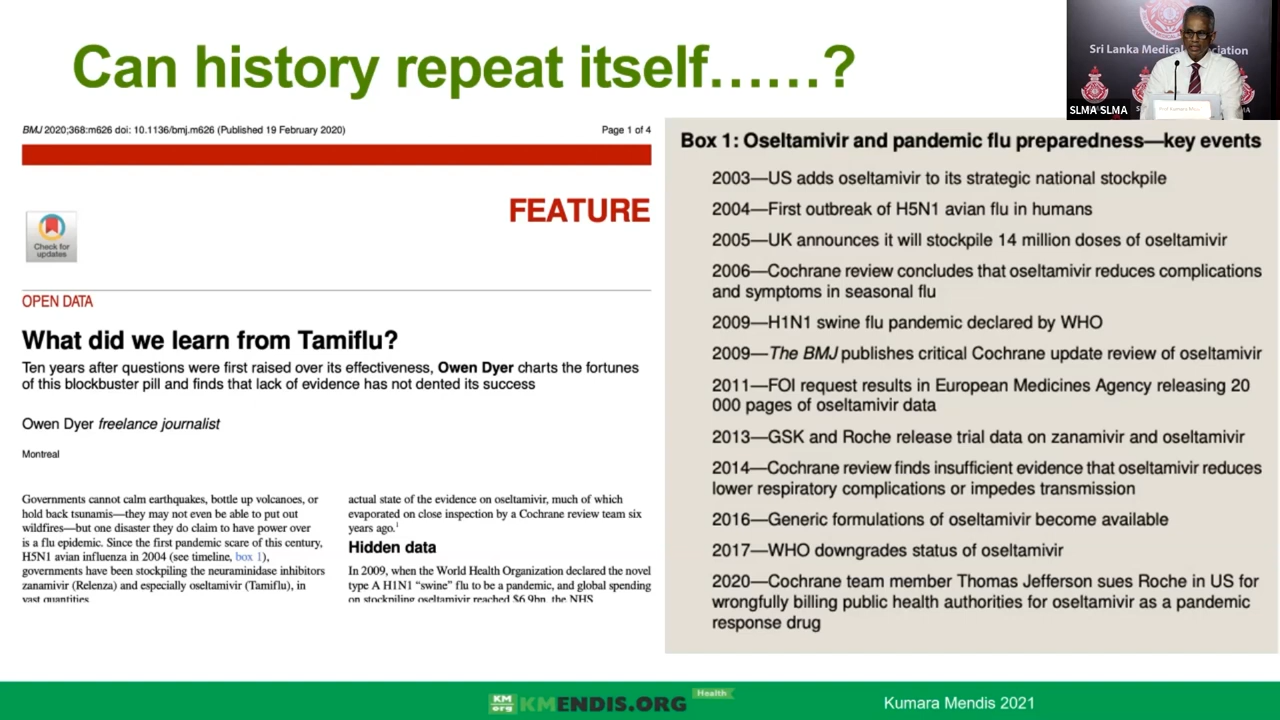 Can history repeat itself……?
Sri Lanka Medical Association
SLMA SLMA
BMJ 2020;368:m626 doi: 10.1136/bmj.m626 (Published 19 February 2020)
Page 1 of 4
FEATURE
Check for
updates
OPEN DATA
What did we learn from Tamiflu?
Ten years after questions were first raised over its effectiveness, Owen Dyer charts the fortunes
of this blockbuster pill and finds that lack of evidence has not dented its success
Owen Dyer freelance journalist
Montreal
Governments cannot calm earthquakes, bottle up volcanoes, or
hold back tsunamis—they may not even be able to put out
wildfires—but one disaster they do claim to have power over
is a flu epidemic. Since the first pandemic scare of this century,
H5N1 avian influenza in 2004 (see timeline, box 1),
governments have been stockpiling the neuraminidase inhibitors
zanamivir (Relenza) and especially oseltamivir (Tamiflu), in
vast quantities.
actual state of the evidence on oseltamivir, much of which
evaporated on close inspection by a Cochrane review team six
years ago.1
Hidden data
In 2009, when the World Health Organization declared the novel
type A H1N1 “swine” flu to be a pandemic, and global spending
on stockpiling oseltamivir reached $6.9bn, the NHS
Box 1: Oseltamivir and pandemic flu preparedness—key events
2003—US adds oseltamivir to its strategic national stockpile
2004—First outbreak of H5N1 avian flu in humans
2005—UK announces it will stockpile 14 million doses of oseltamivir
2006—Cochrane review concludes that oseltamivir reduces complications
and symptoms in seasonal flu
2009—H1N1 swine flu pandemic declared by WHO
2009—The BMJ publishes critical Cochrane update review of oseltamivir
2011—FOI request results in European Medicines Agency releasing 20
000 pages of oseltamivir data
2013—GSK and Roche release trial data on zanamivir and oseltamivir
2014—Cochrane review finds insufficient evidence that oseltamivir reduces
lower respiratory complications or impedes transmission
2016—Generic formulations of oseltamivir become available
2017—WHO downgrades status of oseltamivir
2020—Cochrane team member Thomas Jefferson sues Roche in US for
wrongfully billing public health authorities for oseltamivir as a pandemic
response drug
KM
org
KMENDIS.ORG
Health
Kumara Mendis 2021